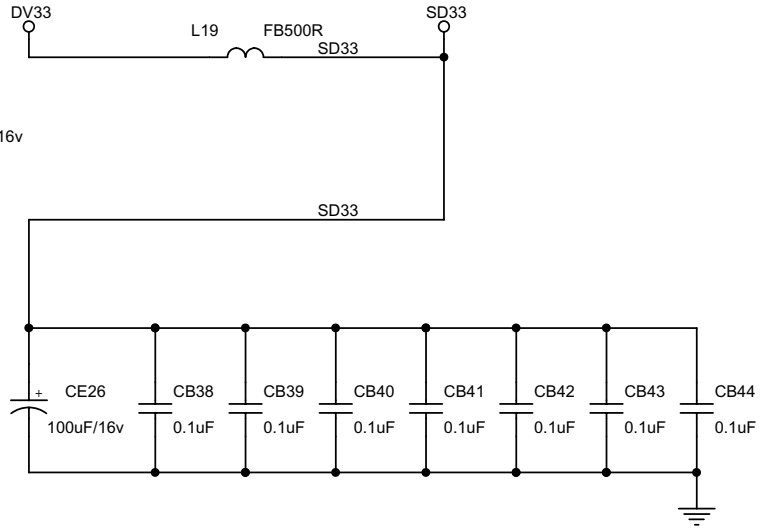 DV33
SD33
L19 FB500R
SD33
16v
SD33
+ CE26
100uF/16v
CB38
0.1uF
CB39
0.1uF
CB40
0.1uF
CB41
0.1uF
CB42
0.1uF
CB43
0.1uF
CB44
0.1uF